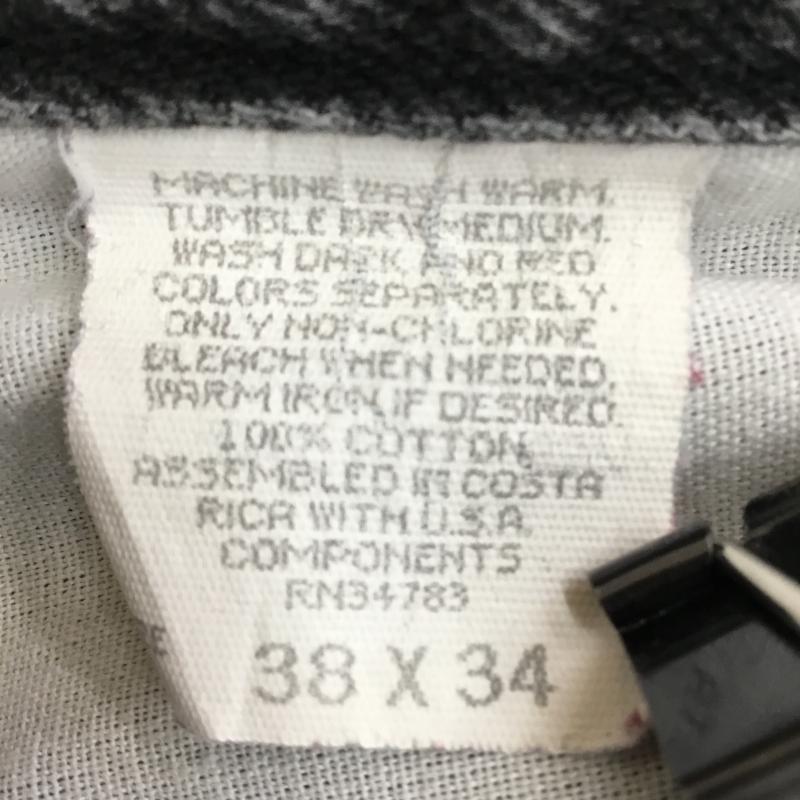 MACHINE WASH WARM.
TUMBLE DRY MEDIUM.
WASH DARK AND RED
COLORS SEPARATELY.
ONLY NON-CHLORINE
BLEACH WHEN NEEDED.
WARM IRON IF DESIRED.
100% COTTON
ASSEMBLED IN COSTA
RICA WITH U.S.A.
COMPONENTS
RN34783
38 X 34